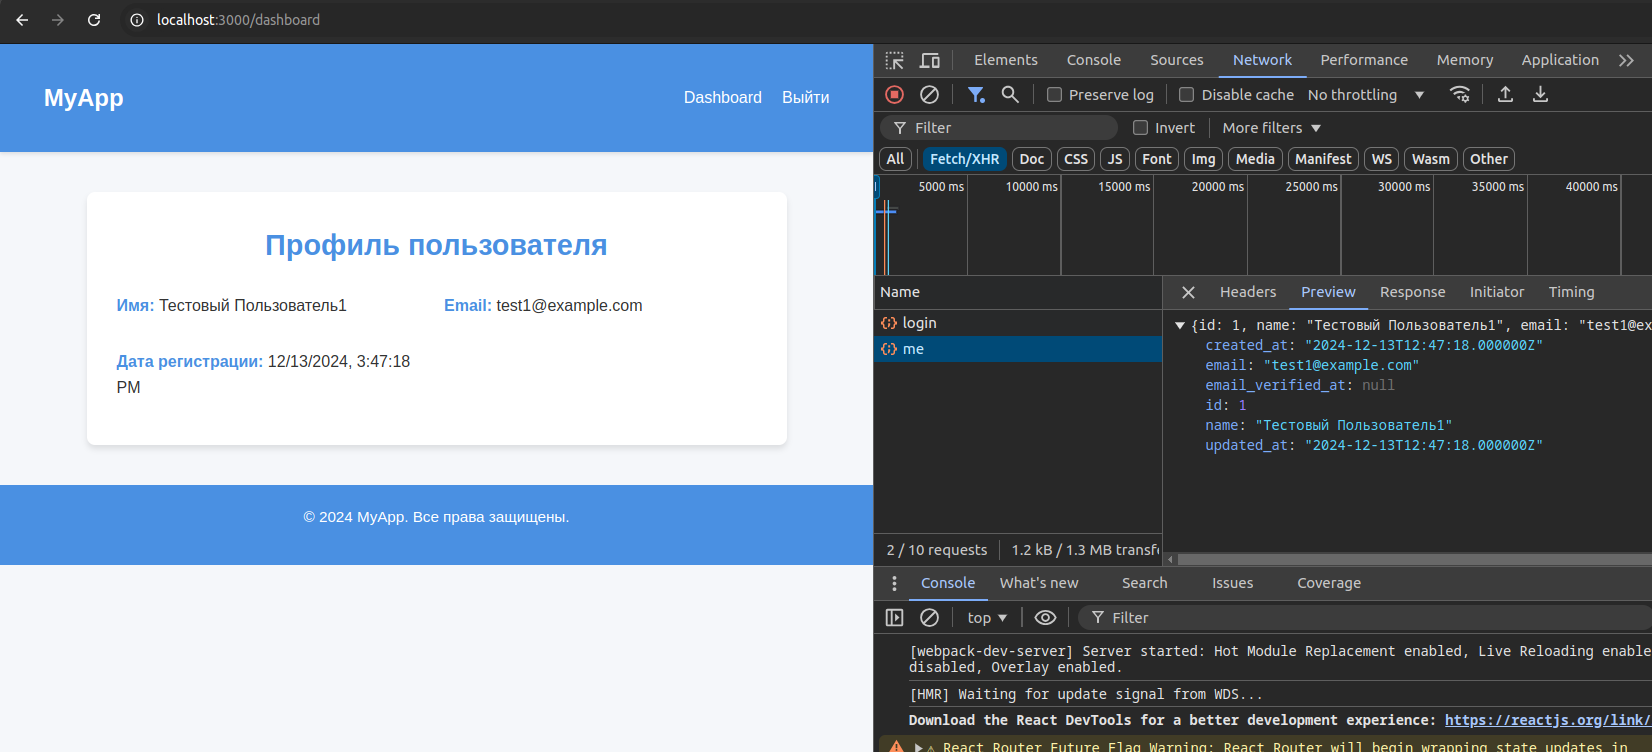 localhost:3000/dashboard
MyApp
Dashboard Выйти
Профиль пользователя
Имя: Тестовый Пользователь1
Email: test1@example.com
Дата регистрации: 12/13/2024, 3:47:18
PM
© 2024 MyApp. Все права защищены.
Elements Console Sources Network Performance Memory Application
Preserve log Disable cache No throttling
Filter Invert More filters
All Fetch/XHR Doc CSS JS Font Img Media Manifest WS Wasm Other
5000 ms 10000 ms 15000 ms 20000 ms 25000 ms 30000 ms 35000 ms 40000 ms
Name
login
me
2 / 10 requests 1.2 kB / 1.3 MB transfe
Headers Preview Response Initiator Timing
{id: 1, name: "Тестовый Пользователь1", email: "test1@ex
created_at: "2024-12-13T12:47:18.000000Z"
email: "test1@example.com"
email_verified_at: null
id: 1
name: "Тестовый Пользователь1"
updated_at: "2024-12-13T12:47:18.000000Z"
Console What's new Search Issues Coverage
top Filter
[webpack-dev-server] Server started: Hot Module Replacement enabled, Live Reloading enable
disabled, Overlay enabled.
[HMR] Waiting for update signal from WDS...
Download the React DevTools for a better development experience: https://reactjs.org/link/
⚠ React Router Future Flag Warning: React Router will begin wrapping state updates in